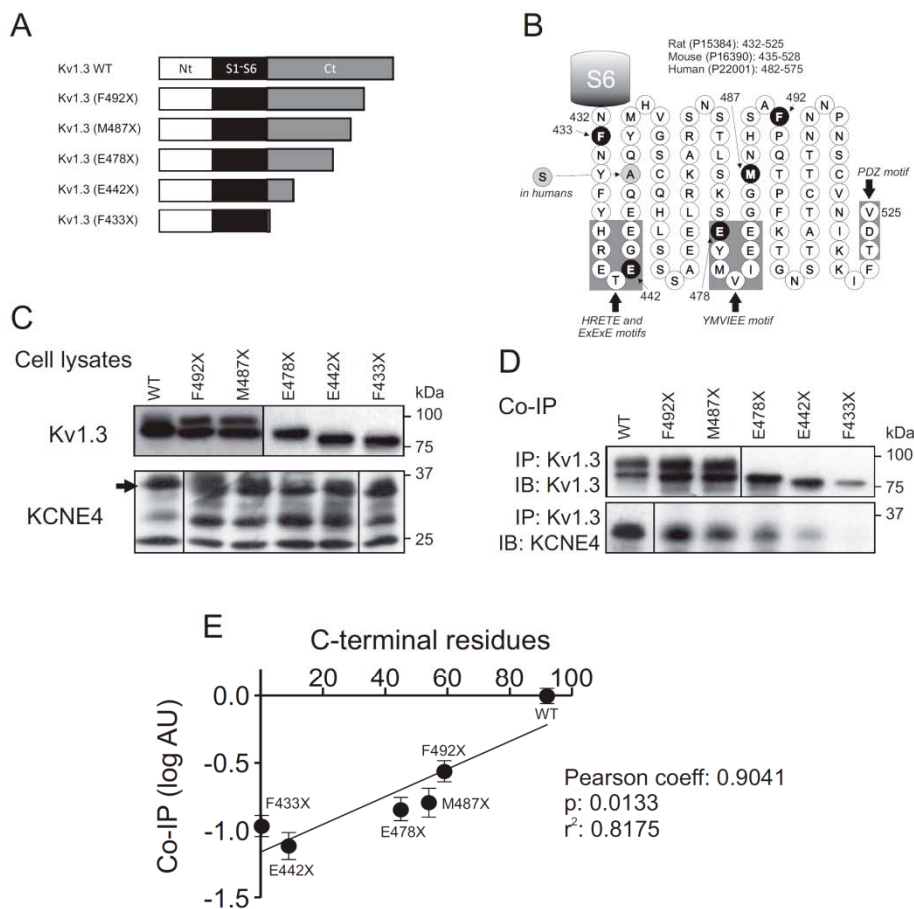 A
Kv1.3 WT
Nt S1-S6 Ct
Kv1.3 (F492X)
Kv1.3 (M487X)
Kv1.3 (E478X)
Kv1.3 (E442X)
Kv1.3 (F433X)
B
Rat (P15384): 432-525
Mouse (P16390): 435-528
Human (P22001): 482-575
S6
487 492
432 433
H N S A N N
N M V S S S F N P
F Y G R T H P N N
N Q S A L N Q T S
Y A C K S M T T C
S
in humans
F Q Q R K G P C V
PDZ motif
Y E H L S G F T N V
525
H G L E E E K A I D
R E S E Y E T T K T
E E S A M I G S K F
T S V N I
442 478
HRETE and
ExExE motifs
YMVIEE motif
C
Cell lysates
WT F492X M487X E478X E442X F433X
kDa
Kv1.3
100
75
KCNE4
37
25
D
Co-IP
WT F492X M487X E478X E442X F433X
kDa
IP: Kv1.3
IB: Kv1.3
100
75
IP: Kv1.3
IB: KCNE4
37
E
C-terminal residues
20 40 60 80 100
0.0
-0.5
-1.0
-1.5
Co-IP (log AU)
WT
F492X
F433X
M487X
E478X
E442X
Pearson coeff: 0.9041
p: 0.0133
r²: 0.8175